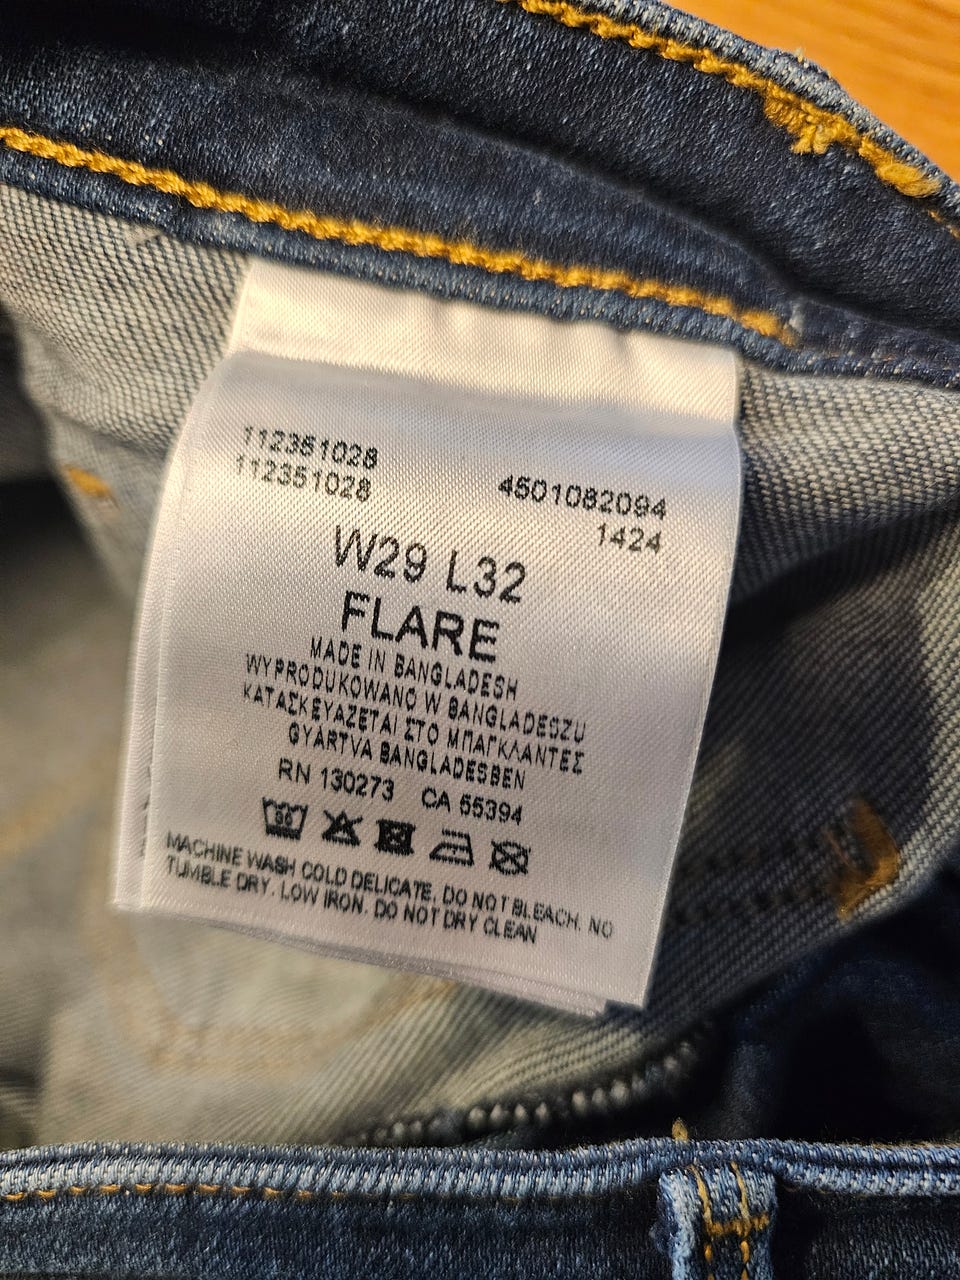 112351028
112351028
4501082094
1424
W29 L32
FLARE
MADE IN BANGLADESH
WYPRODUKOWANO W BANGLADESZU
ΚΑΤΑΣΚΕΥΑΖΕΤΑΙ ΣΤΟ ΜΠΑΓΚΛΑΝΤΕΣ
GYÁRTVA BANGLADESBEN
RN 130273 CA 55394
30
MACHINE WASH COLD DELICATE. DO NOT BLEACH. NO
TUMBLE DRY. LOW IRON. DO NOT DRY CLEAN